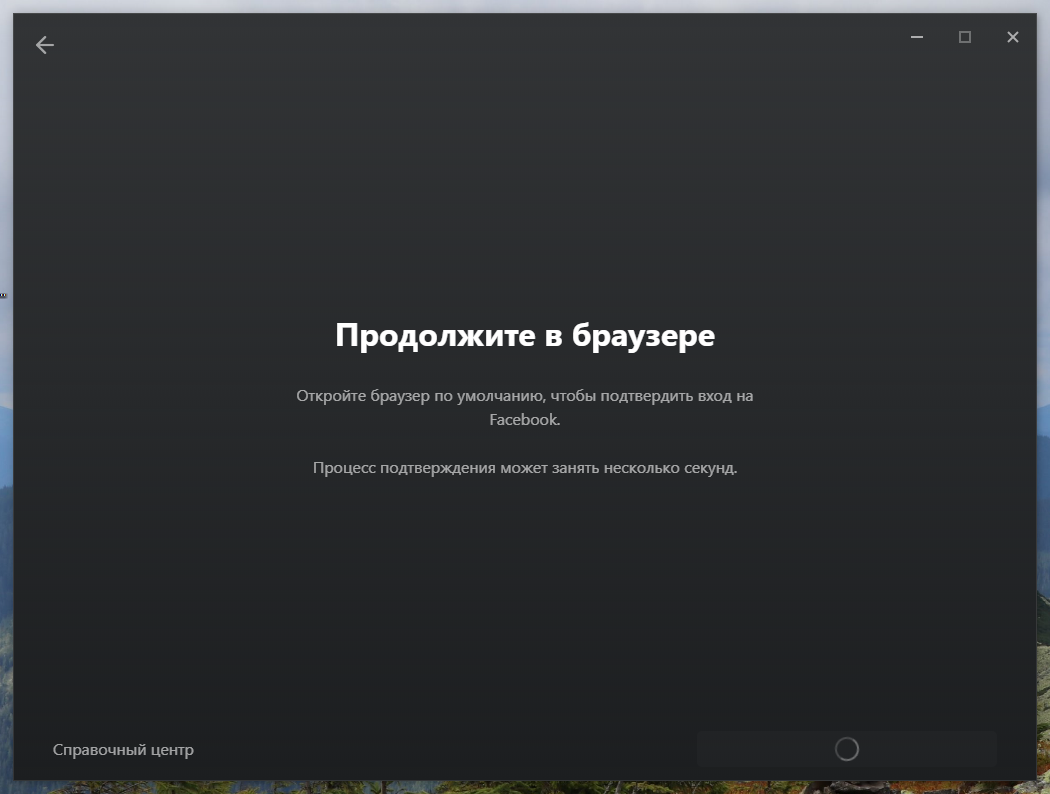 Продолжите в браузере
Откройте браузер по умолчанию, чтобы подтвердить вход на
Facebook.
Процесс подтверждения может занять несколько секунд.
Справочный центр